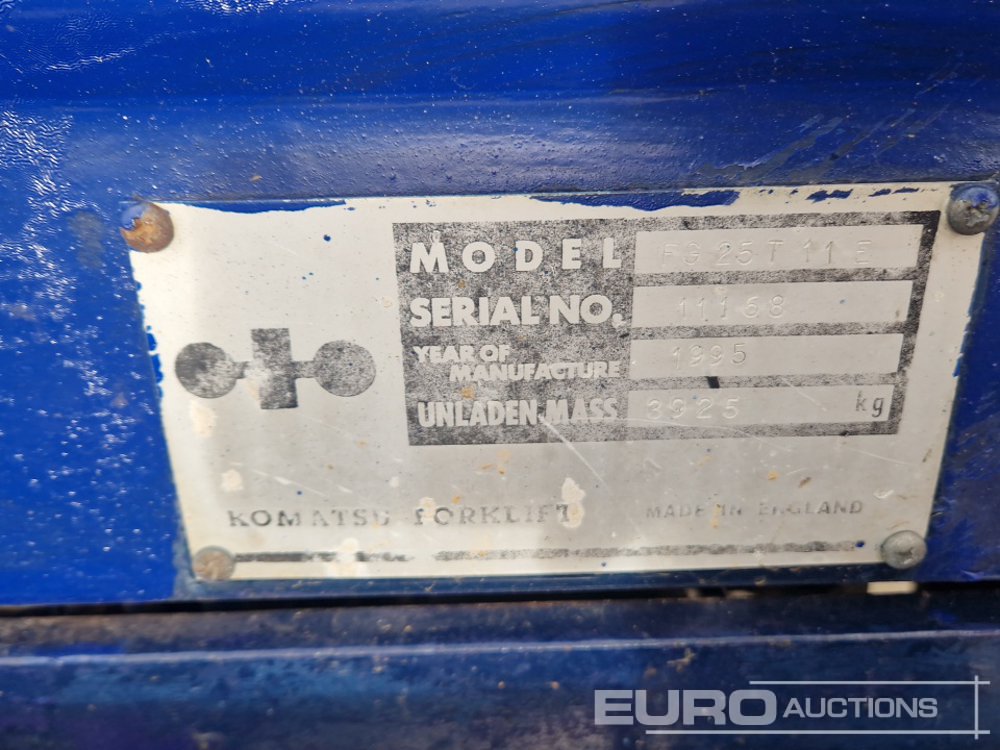 MODEL FG25T11E
SERIAL NO. 11168
YEAR OF
MANUFACTURE 1995
UNLADEN MASS 3925 kg
KOMATSU FORKLIFT MADE IN ENGLAND
EURO AUCTIONS